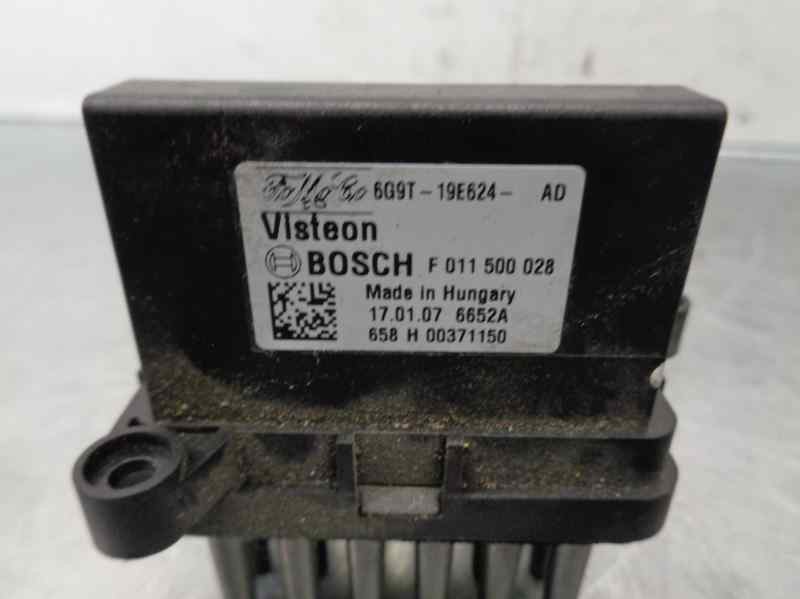 6G9T-19E624- AD
Visteon
BOSCH F 011 500 028
Made in Hungary
17.01.07 6652A
658 H 00371150